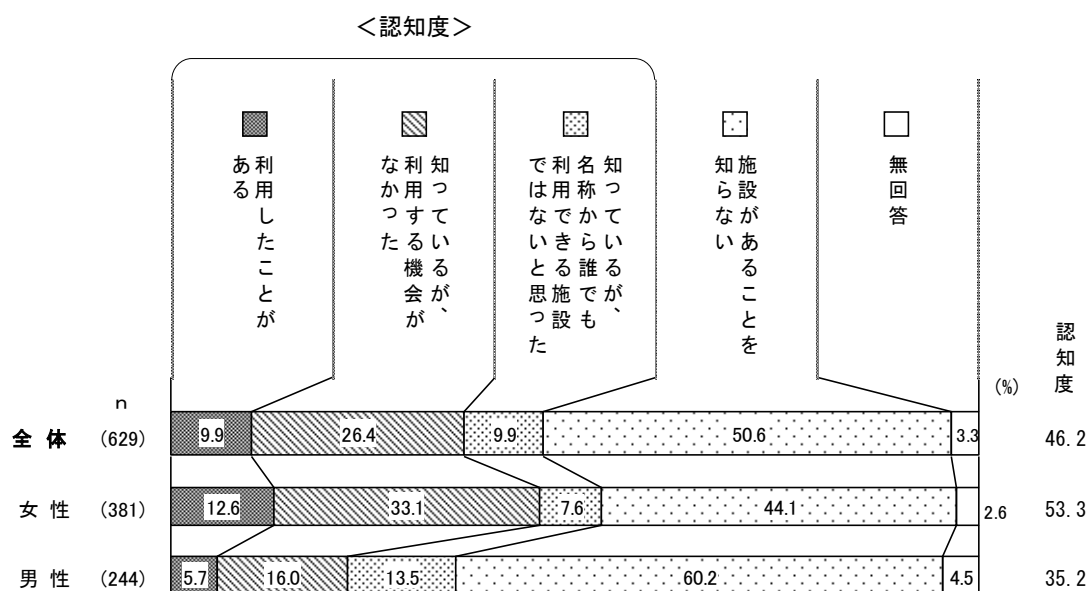 ＜認知度＞
利用したことが
ある
知っているが、
利用する機会が
なかった
知っているが、
名称から誰でも
利用できる施設
ではないと思った
施設があることを
知らない
無回答
(%)
認知度
n
全体 (629) 9.9 26.4 9.9 50.6 3.3 46.2
女性 (381) 12.6 33.1 7.6 44.1 2.6 53.3
男性 (244) 5.7 16.0 13.5 60.2 4.5 35.2